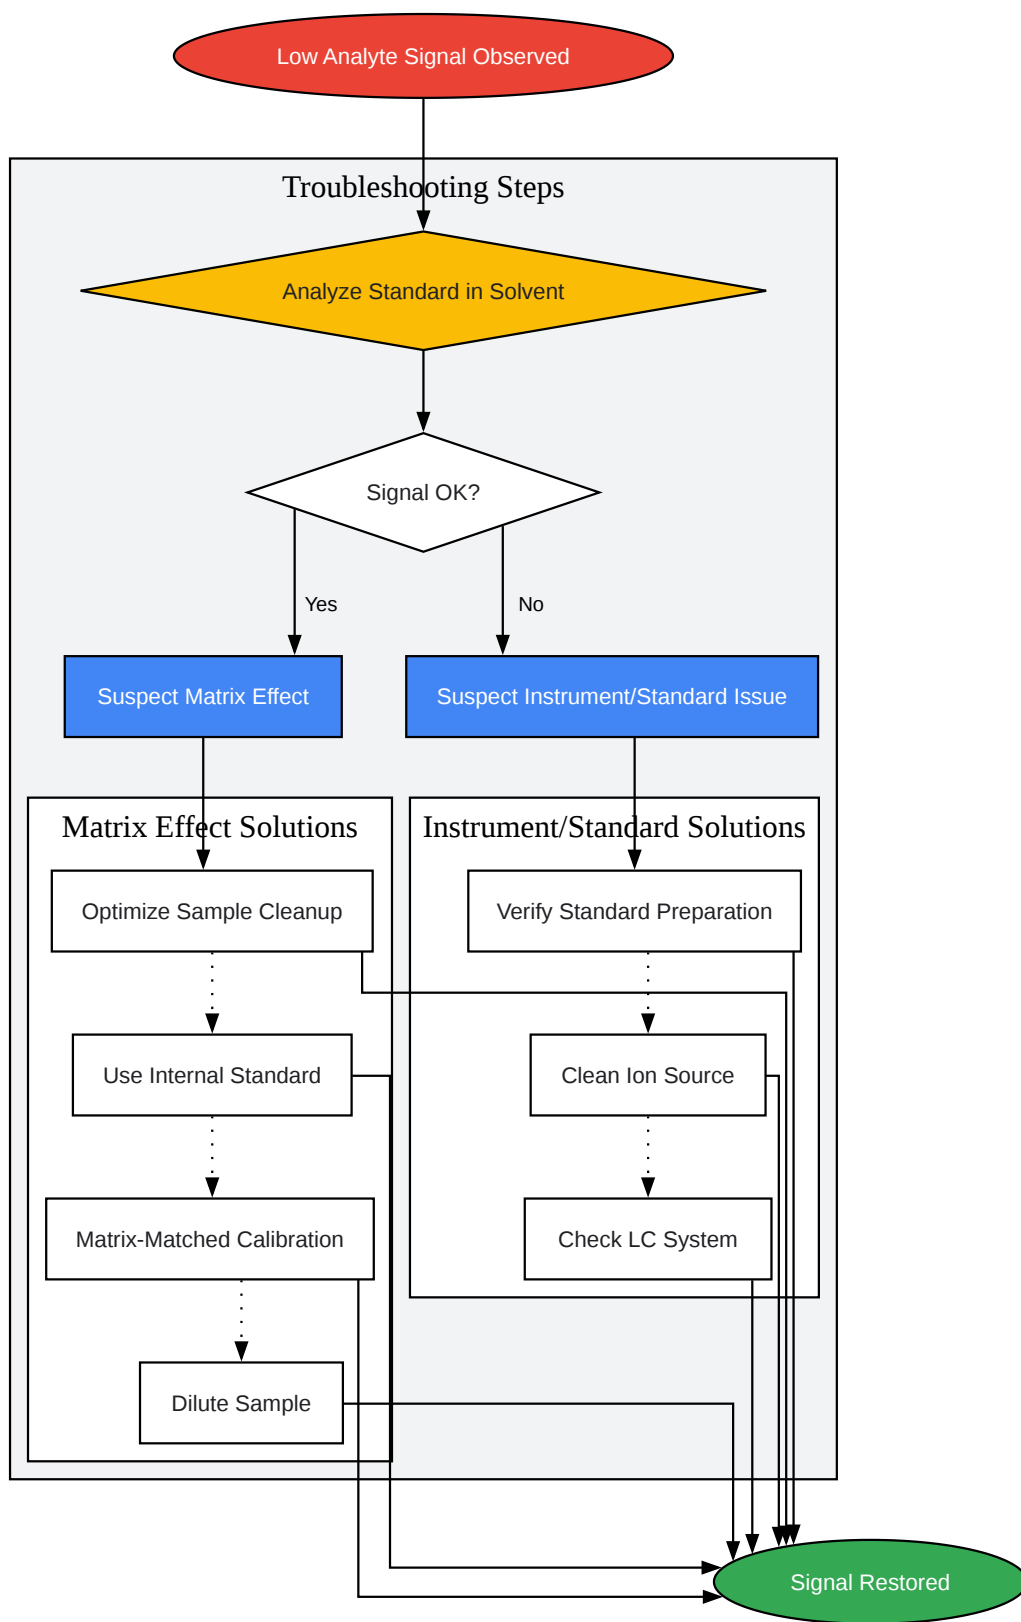 Low Analyte Signal Observed
Troubleshooting Steps
Analyze Standard in Solvent
Signal OK?
Yes
No
Suspect Matrix Effect
Suspect Instrument/Standard Issue
Matrix Effect Solutions
Instrument/Standard Solutions
Optimize Sample Cleanup
Verify Standard Preparation
Use Internal Standard
Clean Ion Source
Matrix-Matched Calibration
Check LC System
Dilute Sample
Signal Restored